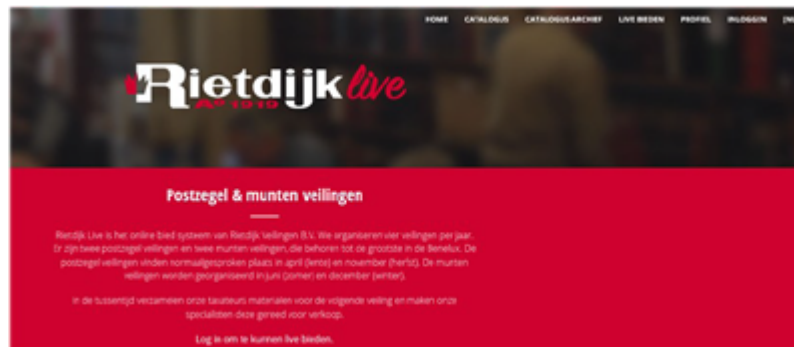 HOME CATALOGUS CATALOGUSARCHIEF LIVE BIEDEN PROFIEL INLOGGEN
Rietdijk live
Aº 1919
Postzegel & munten veilingen
Rietdijk Live is het online bied systeem van Rietdijk Veilingen B.V. We organiseren vier veilingen per jaar.
Er zijn twee postzegel veilingen en twee munten veilingen, die behoren tot de grootste in de Benelux. De
postzegel veilingen vinden normaalgesproken plaats in april (lente) en november (herfst). De munten
veilingen worden georganiseerd in juni (zomer) en december (winter).
in de tussentijd verzamelen onze taxateurs materialen voor de volgende veiling en maken onze
specialisten deze gereed voor verkoop.
Log in om te kunnen live bieden.